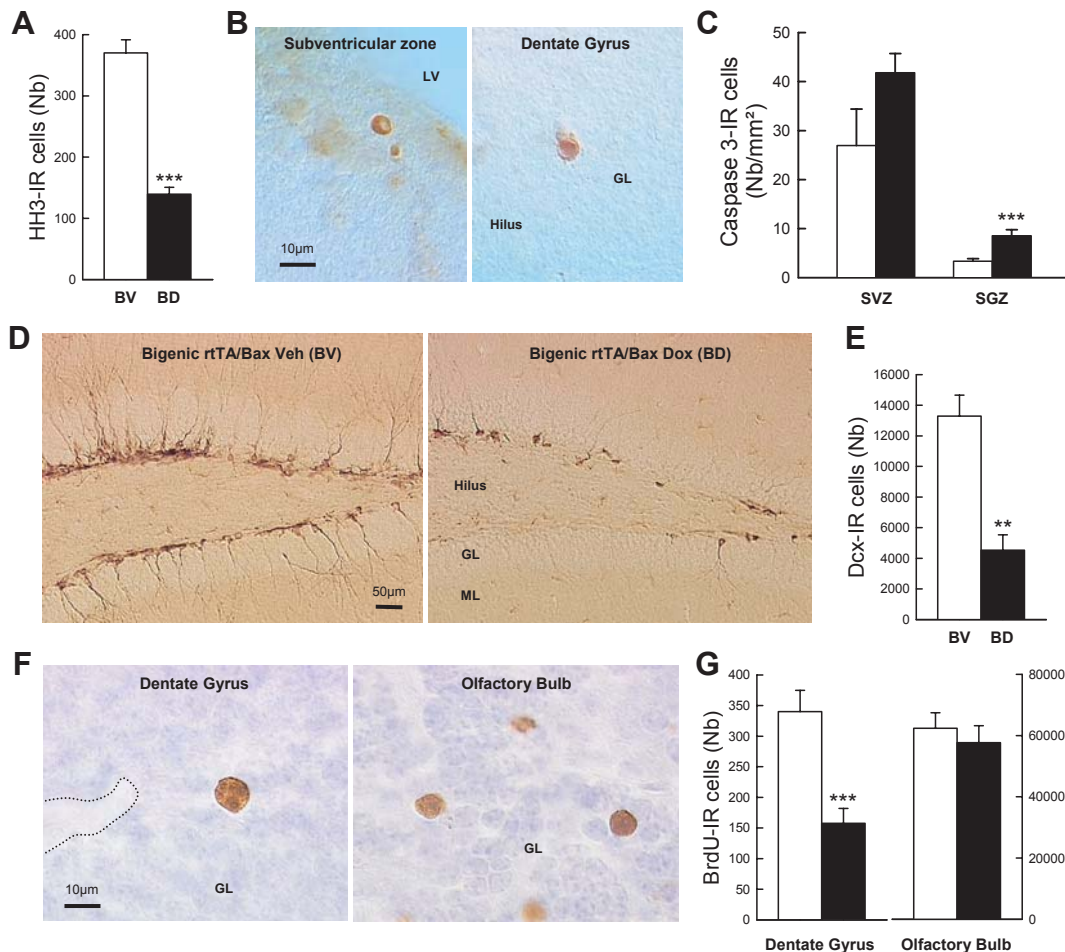 A
HH3-IR cells (Nb)
400
300
200
100
0
***
BV BD
B
Subventricular zone
LV
10µm
Dentate Gyrus
GL
Hilus
C
Caspase 3-IR cells
(Nb/mm²)
50
40
30
20
10
0
***
SVZ SGZ
D
Bigenic rtTA/Bax Veh (BV)
50µm
Bigenic rtTA/Bax Dox (BD)
Hilus
GL
ML
E
Dcx-IR cells (Nb)
16000
14000
12000
10000
8000
6000
4000
2000
0
**
BV BD
F
Dentate Gyrus
GL
10µm
Olfactory Bulb
GL
G
BrdU-IR cells (Nb)
400
350
300
250
200
150
100
50
0
***
80000
60000
40000
20000
0
Dentate Gyrus Olfactory Bulb